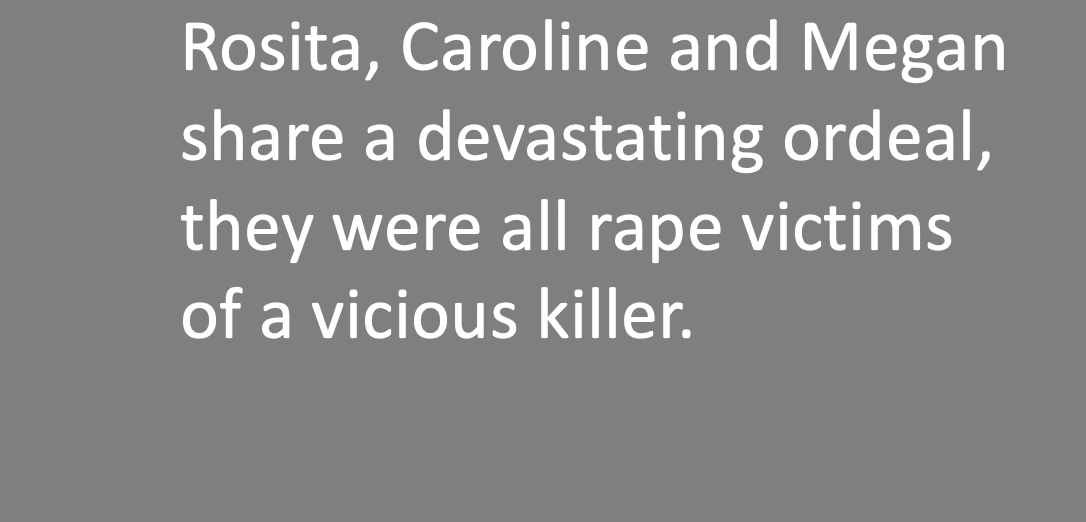 Rosita, Caroline and Megan
share a devastating ordeal,
they were all rape victims
of a vicious killer.